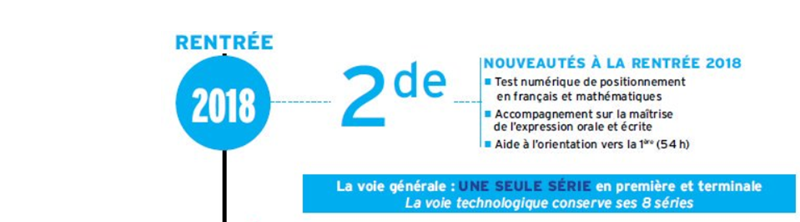 RENTRÉE
2018
2de
NOUVEAUTÉS À LA RENTRÉE 2018
■ Test numérique de positionnement
en français et mathématiques
■ Accompagnement sur la maîtrise
de l'expression orale et écrite
■ Aide à l'orientation vers la 1ère (54 h)
La voie générale : UNE SEULE SÉRIE en première et terminale
La voie technologique conserve ses 8 séries